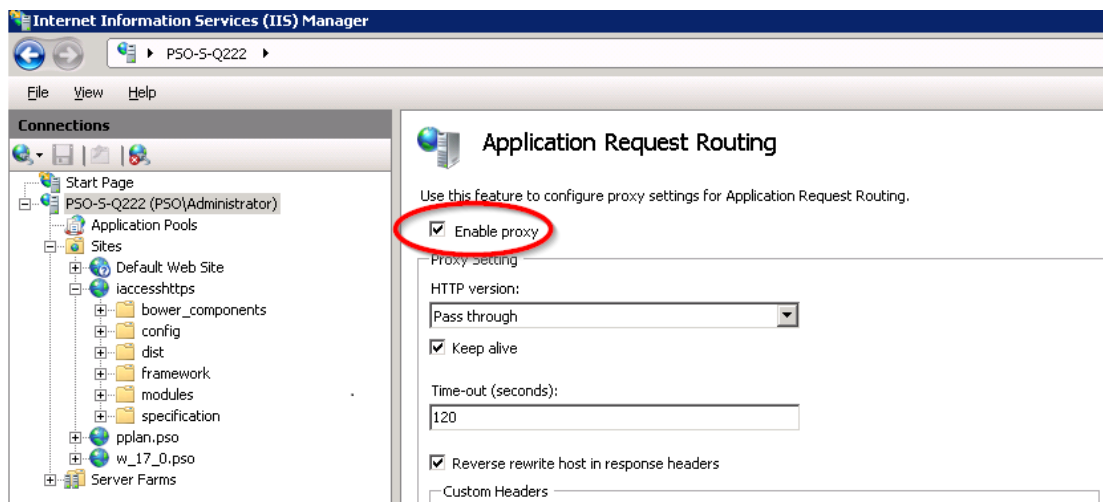 Internet Information Services (IIS) Manager
PSO-S-Q222
File View Help
Connections
Start Page
PSO-S-Q222 (PSO\Administrator)
Application Pools
Sites
Default Web Site
iaccesshttps
bower_components
config
dist
framework
modules
specification
pplan.pso
w_17_0.pso
Server Farms
Application Request Routing
Use this feature to configure proxy settings for Application Request Routing.
Enable proxy
Proxy Setting
HTTP version:
Pass through
Keep alive
Time-out (seconds):
120
Reverse rewrite host in response headers
Custom Headers